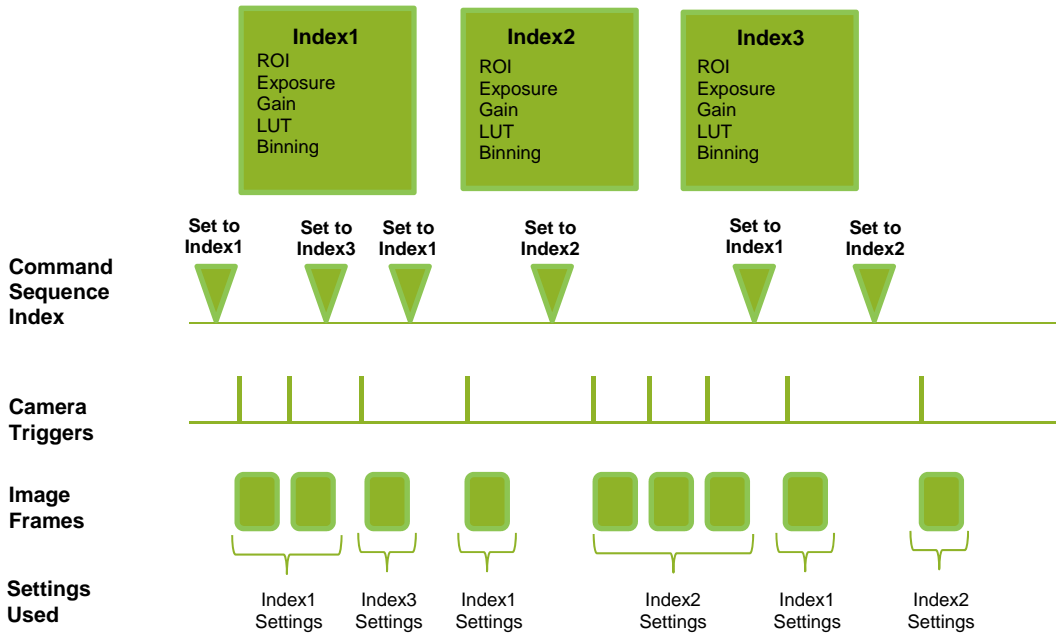 Index1
ROI
Exposure
Gain
LUT
Binning
Index2
ROI
Exposure
Gain
LUT
Binning
Index3
ROI
Exposure
Gain
LUT
Binning
Set to
Index1
Set to
Index3
Set to
Index1
Set to
Index2
Set to
Index1
Set to
Index2
Command
Sequence
Index
Camera
Triggers
Image
Frames
Settings
Used
Index1
Settings
Index3
Settings
Index1
Settings
Index2
Settings
Index1
Settings
Index2
Settings